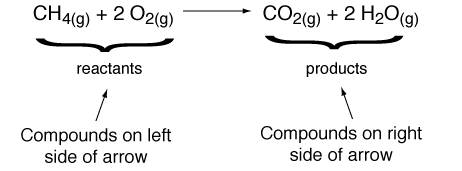 CH4(g) + 2 O2(g) ⟶ CO2(g) + 2 H2O(g)
reactants products
Compounds on left Compounds on right
side of arrow side of arrow